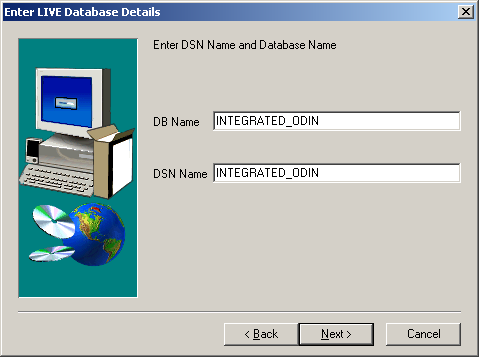 Enter LIVE Database Details
Enter DSN Name and Database Name
DB Name INTEGRATED_ODIN
DSN Name INTEGRATED_ODIN
< Back Next > Cancel